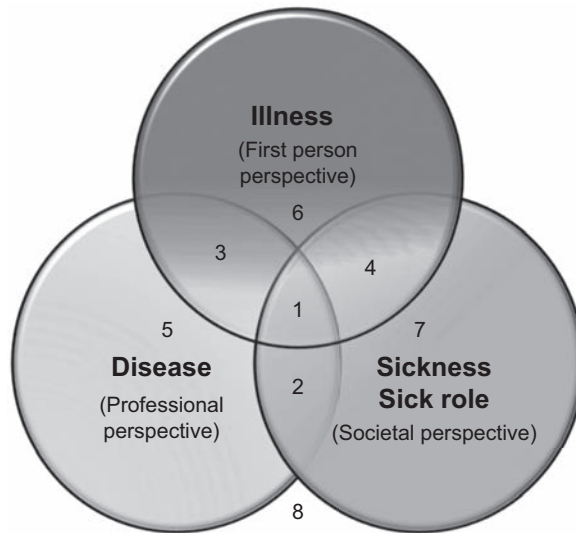 Illness
(First person
perspective)
6
3
4
1
5
7
Disease
(Professional
perspective)
2
Sickness
Sick role
(Societal perspective)
8